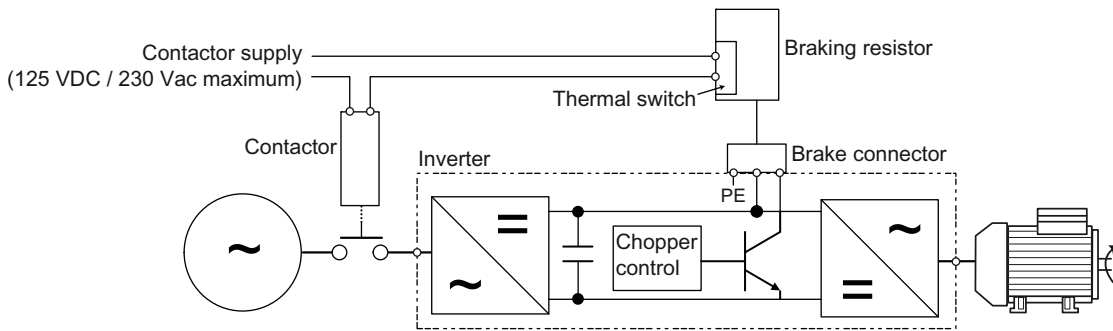 Contactor supply
(125 VDC / 230 Vac maximum)
Braking resistor
Thermal switch
Contactor
Inverter
Brake connector
PE
=
~
Chopper
control
~
=
~